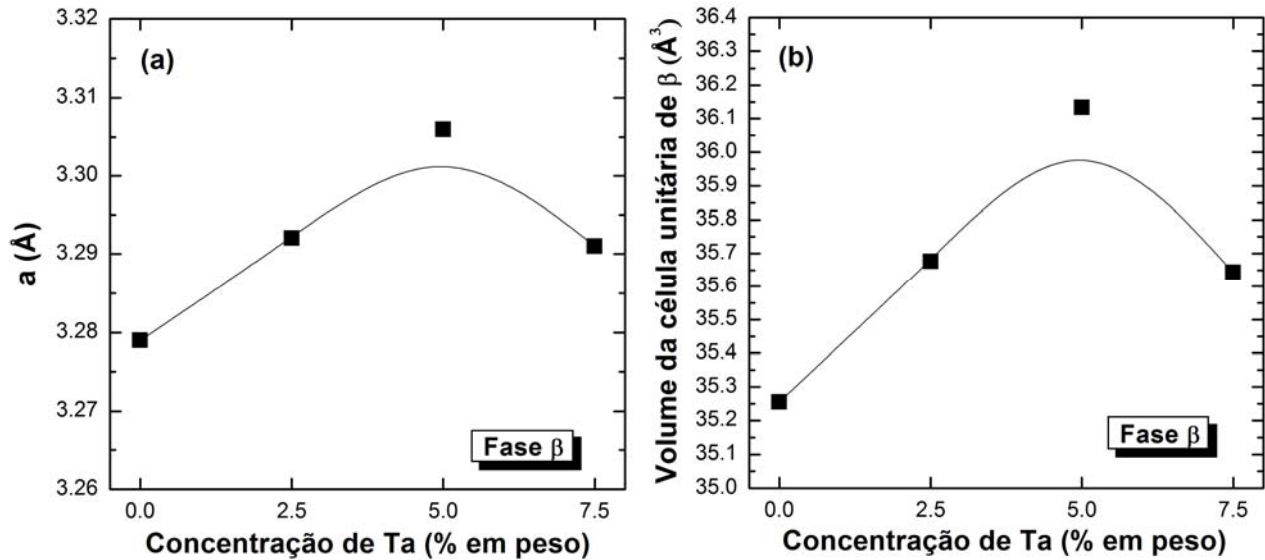 (a)
a (Å)
3.32
3.31
3.30
3.29
3.28
3.27
3.26
Fase β
0.0 2.5 5.0 7.5
Concentração de Ta (% em peso)
(b)
Volume da célula unitária de β (Å³)
36.4
36.3
36.2
36.1
36.0
35.9
35.8
35.7
35.6
35.5
35.4
35.3
35.2
35.1
35.0
Fase β
0.0 2.5 5.0 7.5
Concentração de Ta (% em peso)